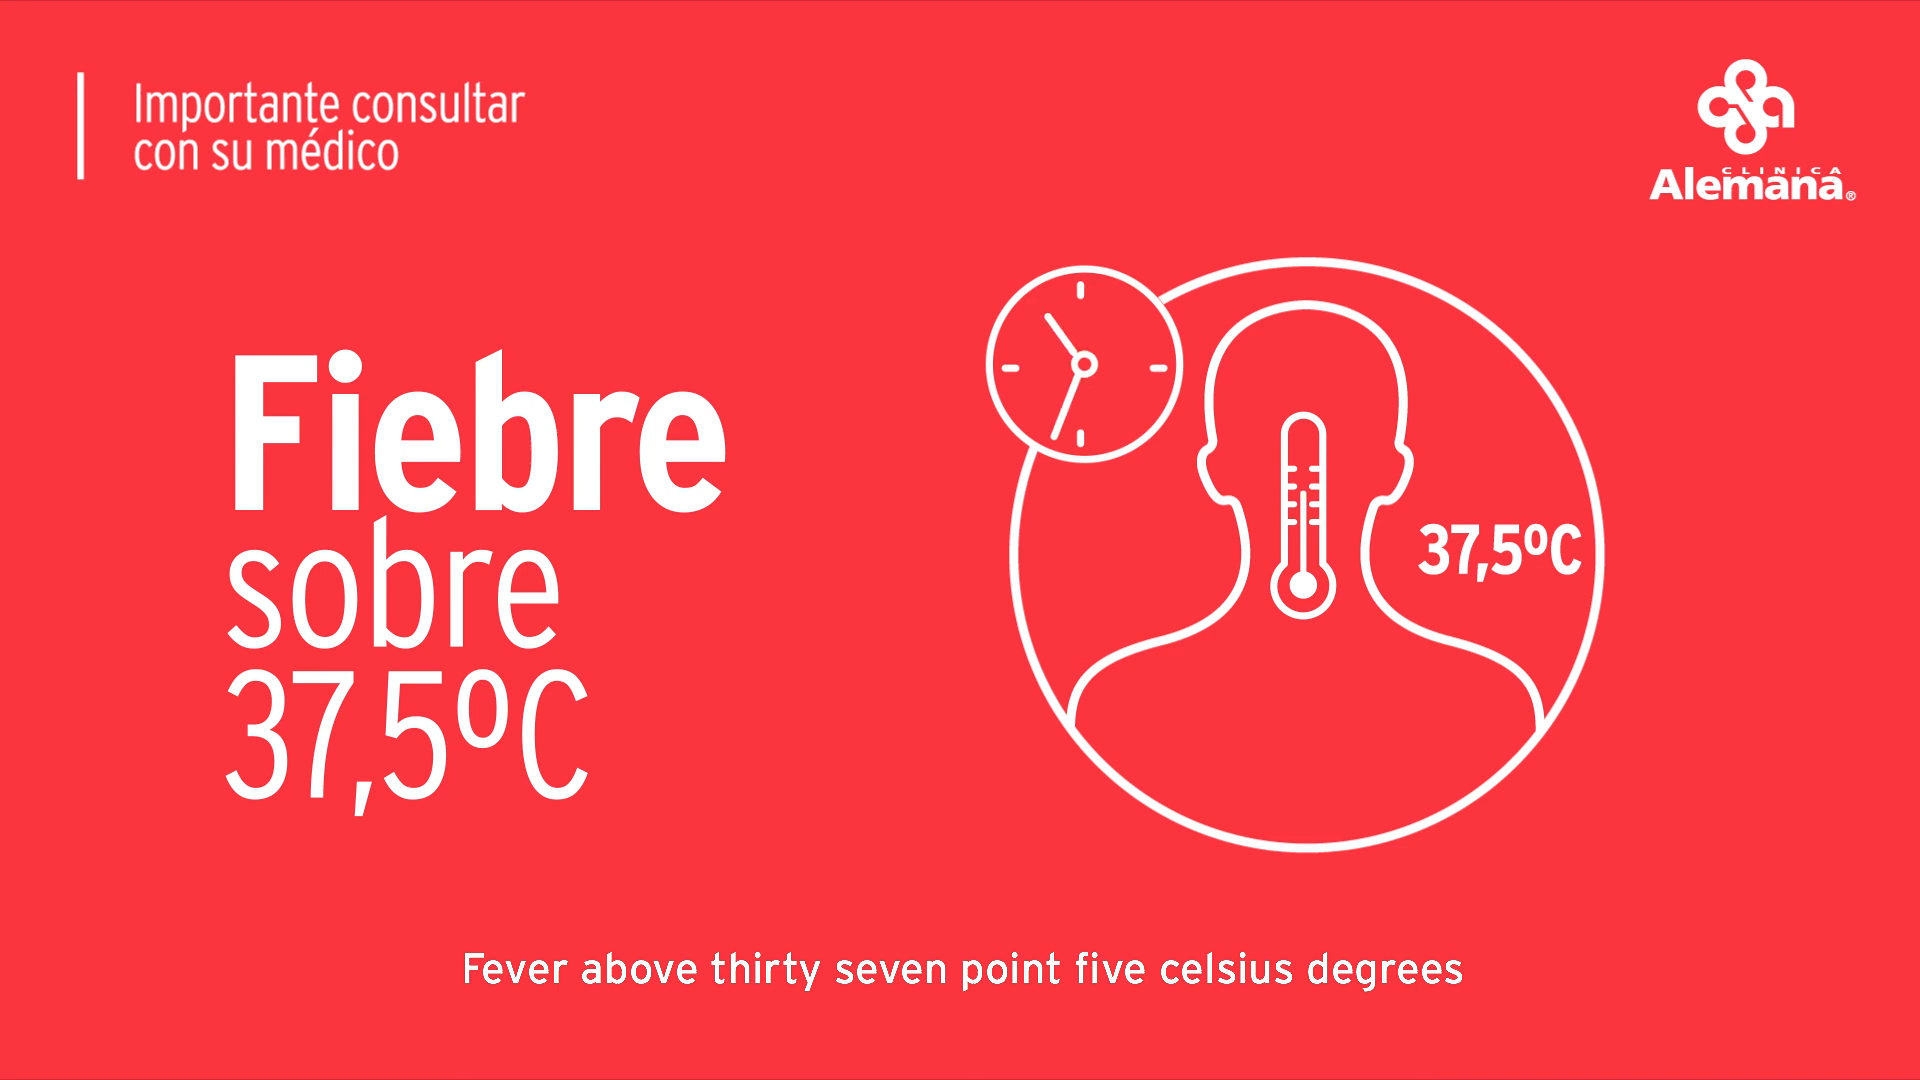 Importante consultar
con su médico
CLINICA
Alemana®
Fiebre
sobre
37,5ºC
37,5ºC
Fever above thirty seven point five celsius degrees